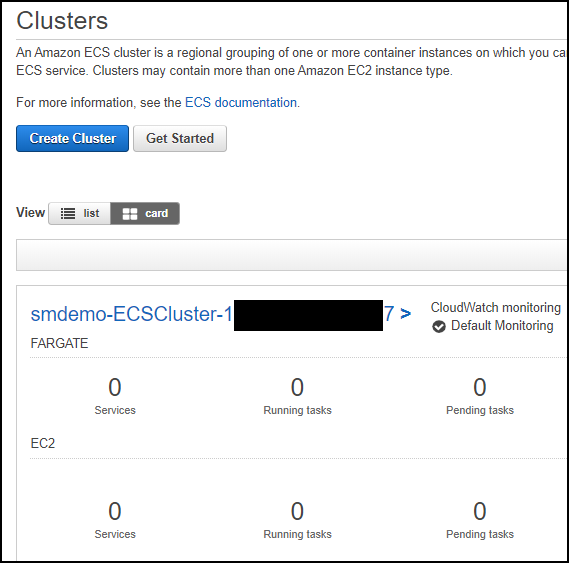 Clusters
An Amazon ECS cluster is a regional grouping of one or more container instances on which you ca
ECS service. Clusters may contain more than one Amazon EC2 instance type.
For more information, see the ECS documentation.
Create Cluster Get Started
View list card
smdemo-ECSCluster-1 7 >
CloudWatch monitoring
Default Monitoring
FARGATE
0 0 0
Services Running tasks Pending tasks
EC2
0 0 0
Services Running tasks Pending tasks